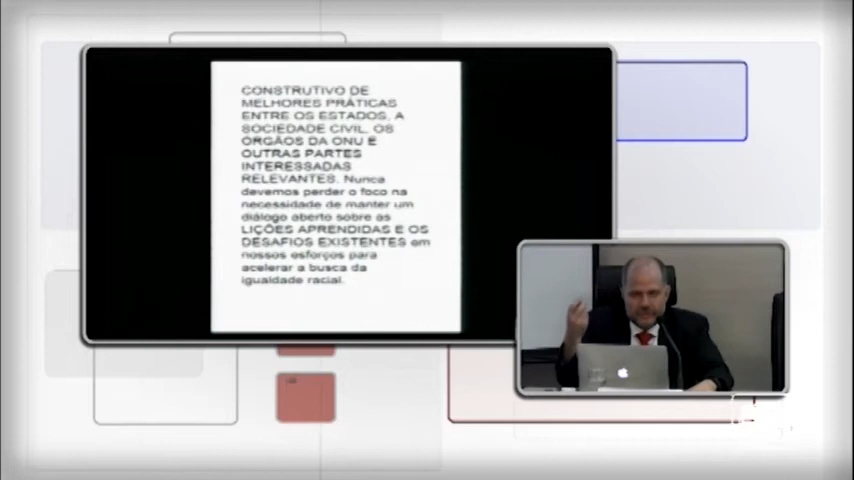 CONSTRUTIVO DE
MELHORES PRÁTICAS
ENTRE OS ESTADOS, A
SOCIEDADE CIVIL, OS
ÓRGÃOS DA ONU E
OUTRAS PARTES
INTERESSADAS
RELEVANTES. Nunca
devemos perder o foco na
necessidade de manter um
diálogo aberto sobre as
LIÇÕES APRENDIDAS E OS
DESAFIOS EXISTENTES em
nossos esforços para
acelerar a busca da
igualdade racial.